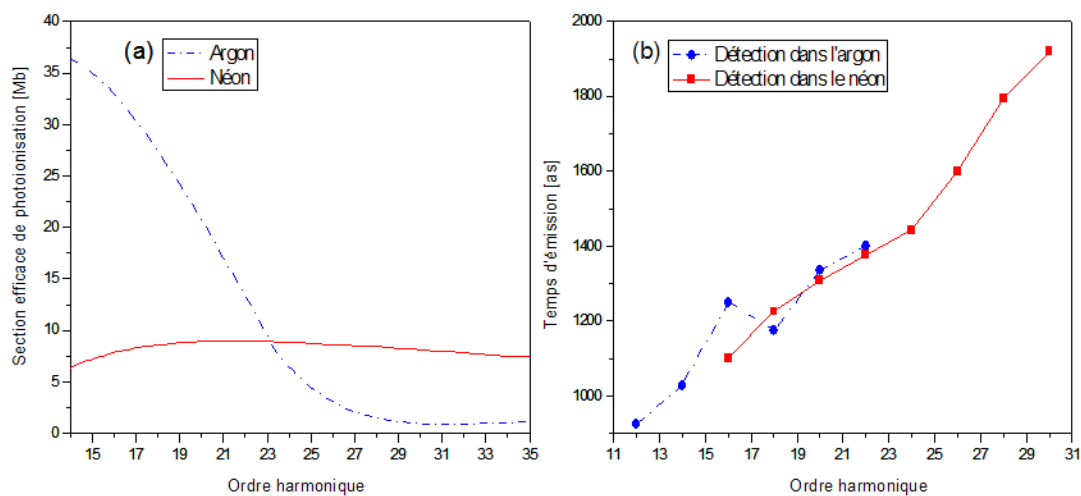 (a)
Argon
Néon
Section efficace de photoionisation [Mb]
40
35
30
25
20
15
10
5
0
15 17 19 21 23 25 27 29 31 33 35
Ordre harmonique
(b)
Détection dans l'argon
Détection dans le néon
Temps d'émission [as]
2000
1800
1600
1400
1200
1000
11 13 15 17 19 21 23 25 27 29 31
Ordre harmonique